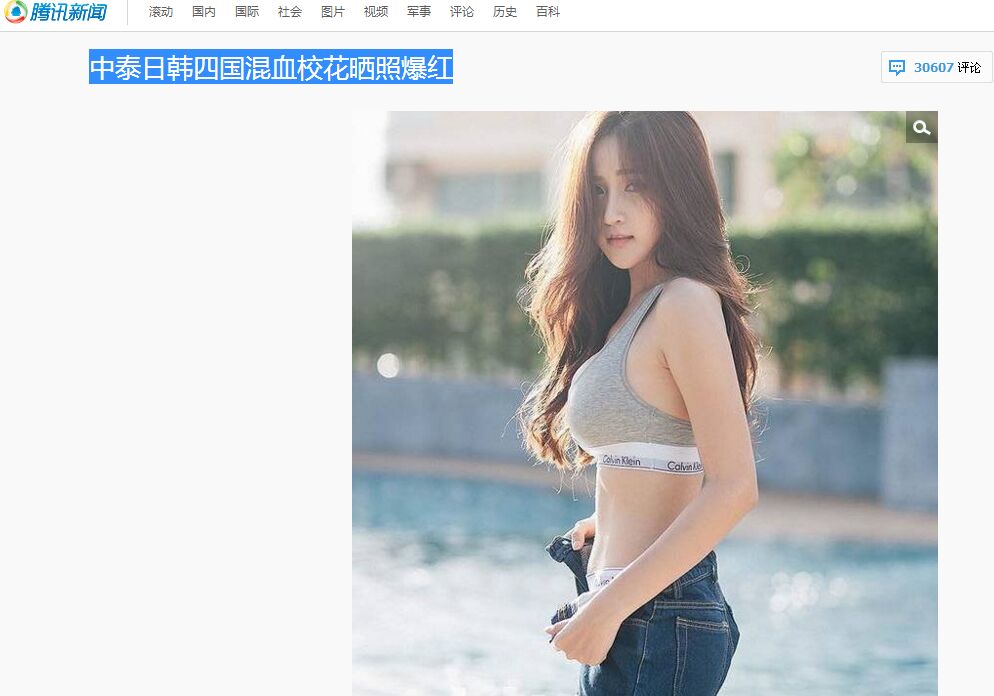 腾讯新闻
滚动 国内 国际 社会 图片 视频 军事 评论 历史 百科
中泰日韩四国混血校花晒照爆红
30607 评论
Calvin Klein Calvin Kle